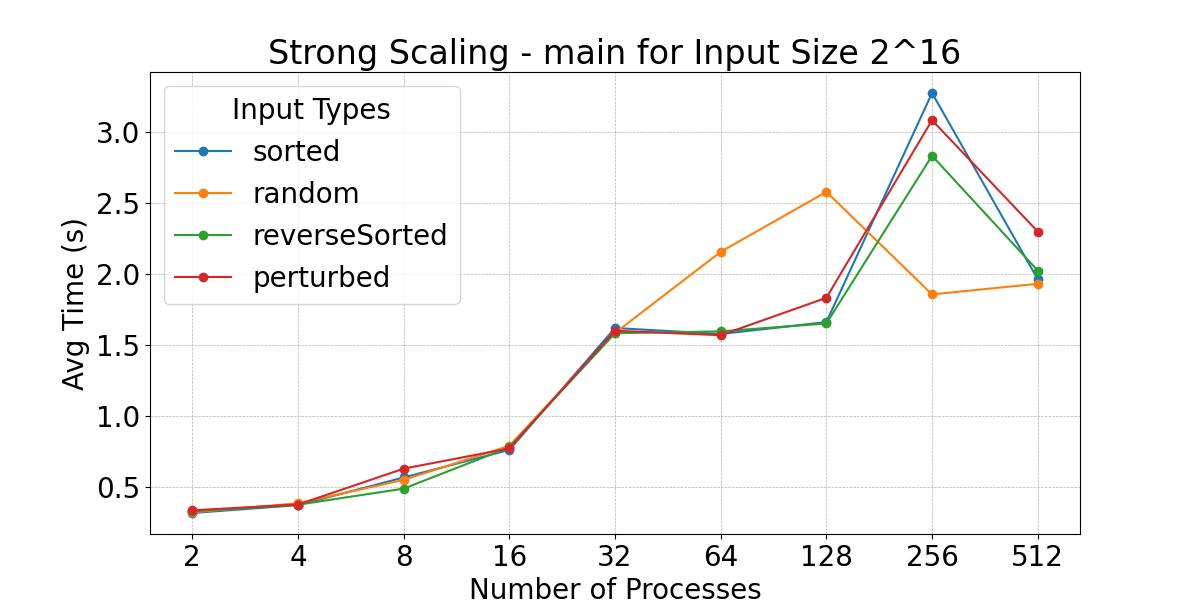 Strong Scaling - main for Input Size 2^16
Input Types
sorted
random
reverseSorted
perturbed
Avg Time (s)
3.0
2.5
2.0
1.5
1.0
0.5
2 4 8 16 32 64 128 256 512
Number of Processes